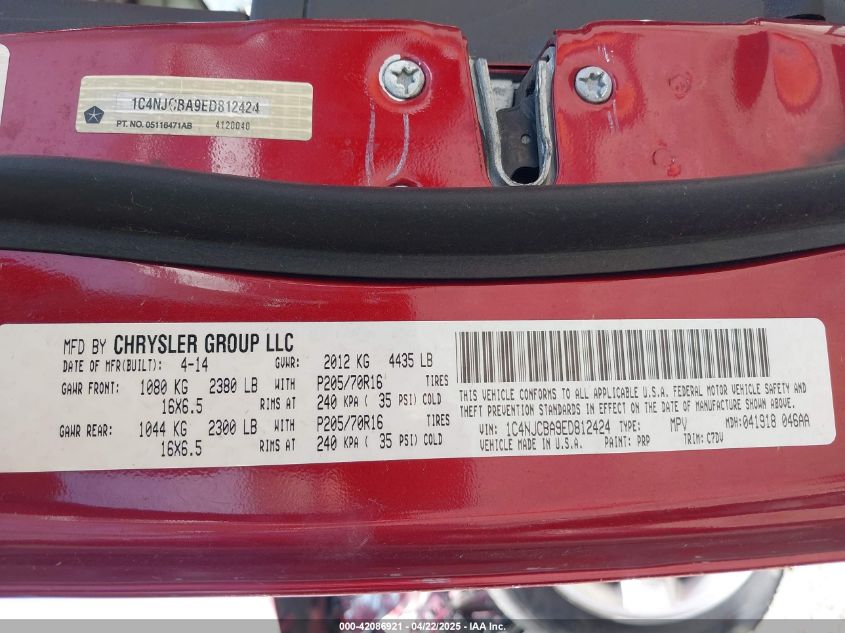 1C4NJCBA9ED812424
PT. NO. 05116471AB 4120040
MFD BY CHRYSLER GROUP LLC
DATE OF MFR(BUILT): 4-14 GVWR: 2012 KG 4435 LB
GAWR FRONT: 1080 KG 2380 LB WITH P205/70R16 TIRES
16X6.5 RIMS AT 240 KPA ( 35 PSI) COLD
GAWR REAR: 1044 KG 2300 LB WITH P205/70R16 TIRES
16X6.5 RIMS AT 240 KPA ( 35 PSI) COLD
THIS VEHICLE CONFORMS TO ALL APPLICABLE U.S.A. FEDERAL MOTOR VEHICLE SAFETY AND
THEFT PREVENTION STANDARDS IN EFFECT ON THE DATE OF MANUFACTURE SHOWN ABOVE.
VIN: 1C4NJCBA9ED812424 TYPE: MPV MDH: 041918 046AA
VEHICLE MADE IN U.S.A. PAINT: PRP TRIM: C7DV
000-42086921 - 04/22/2025 - IAAI.com